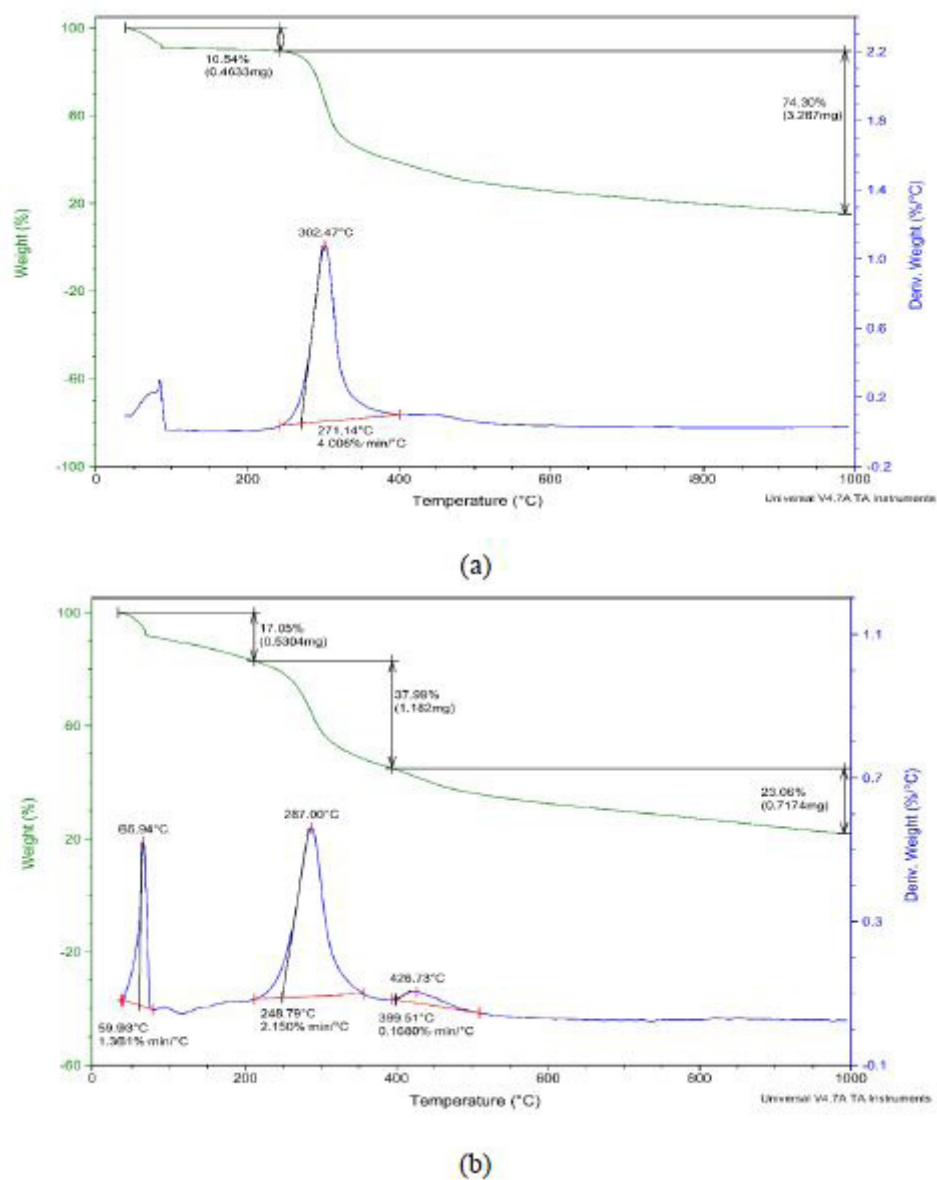 100
60
20
-20
-60
-100
Weight (%)
10.54%
(0.4633mg)
74.30%
(3.267mg)
302.47°C
271.14°C
4.006% min/°C
2.2
1.8
1.4
1.0
0.6
0.2
-0.2
Deriv. Weight (%/°C)
0
200
400
600
800
1000
Temperature (°C)
Universal V4.7A TA Instruments
(a)
100
60
20
-20
-60
Weight (%)
17.05%
(0.5304mg)
37.99%
(1.182mg)
23.06%
(0.7174mg)
287.00°C
426.73°C
59.93°C
1.361% min/°C
248.79°C
2.150% min/°C
399.51°C
0.1680% min/°C
1.1
0.7
0.3
-0.1
Deriv. Weight (%/°C)
0
200
400
600
800
1000
Temperature (°C)
Universal V4.7A TA Instruments
(b)